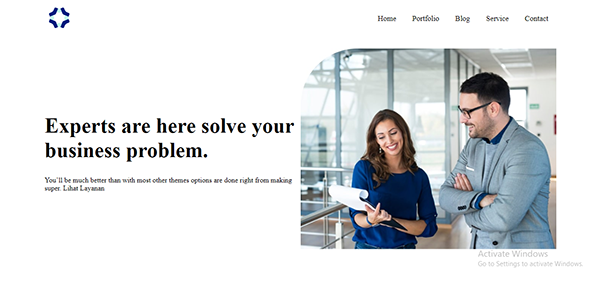 Home Portfolio Blog Service Contact
Experts are here solve your
business problem.
You'll be much better than with most other themes options are done right from making
super. Lihat Layanan
Activate Windows
Go to Settings to activate Windows.